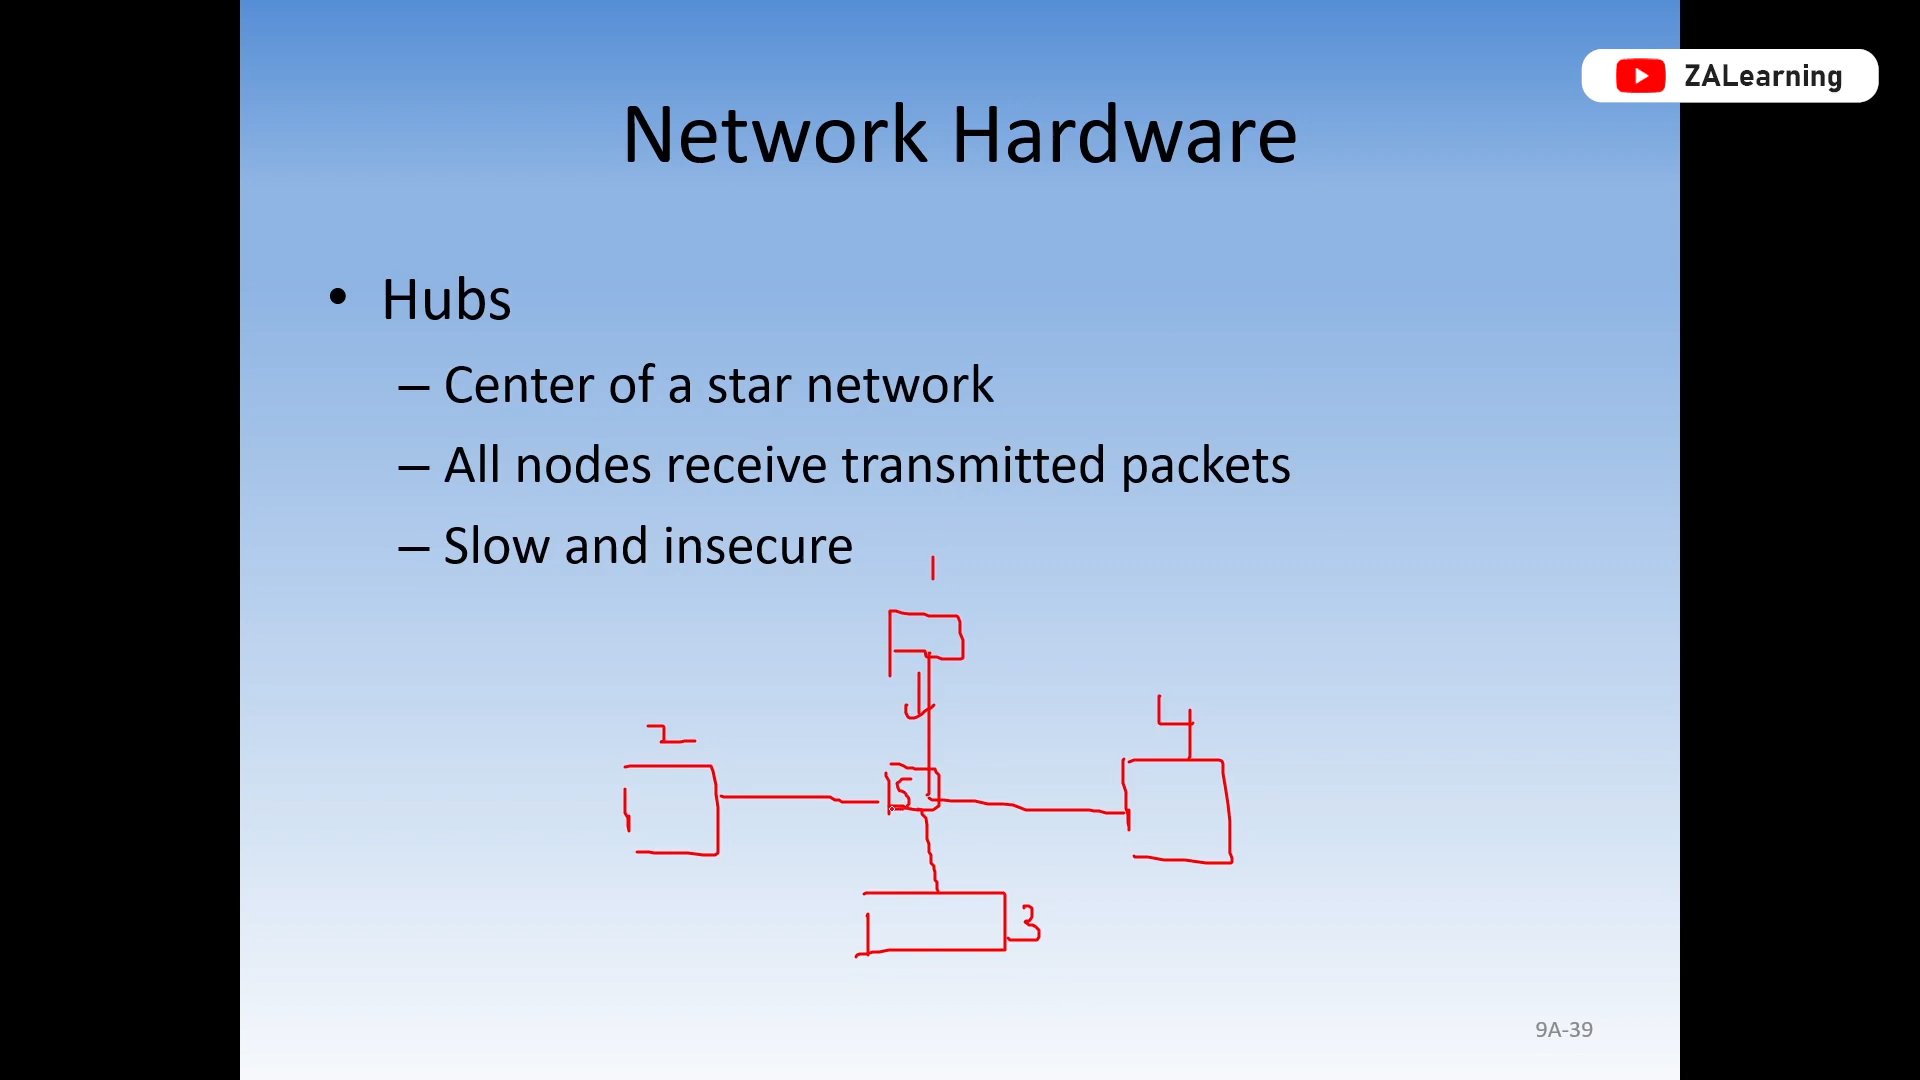 ZALearning
Network Hardware
• Hubs
– Center of a star network
– All nodes receive transmitted packets
– Slow and insecure
1
2
4
5
3
9A-39